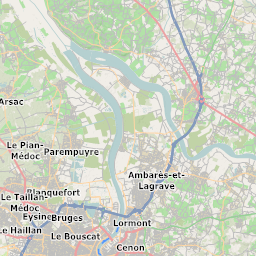 Arsac
Le Pian-
Médoc
Parempuyre
Ambarès-et-
Lagrave
Blanquefort
Le Taillan-
Médoc
Eysines
Bruges
Lormont
Le Haillan
Le Bouscat
Cenon